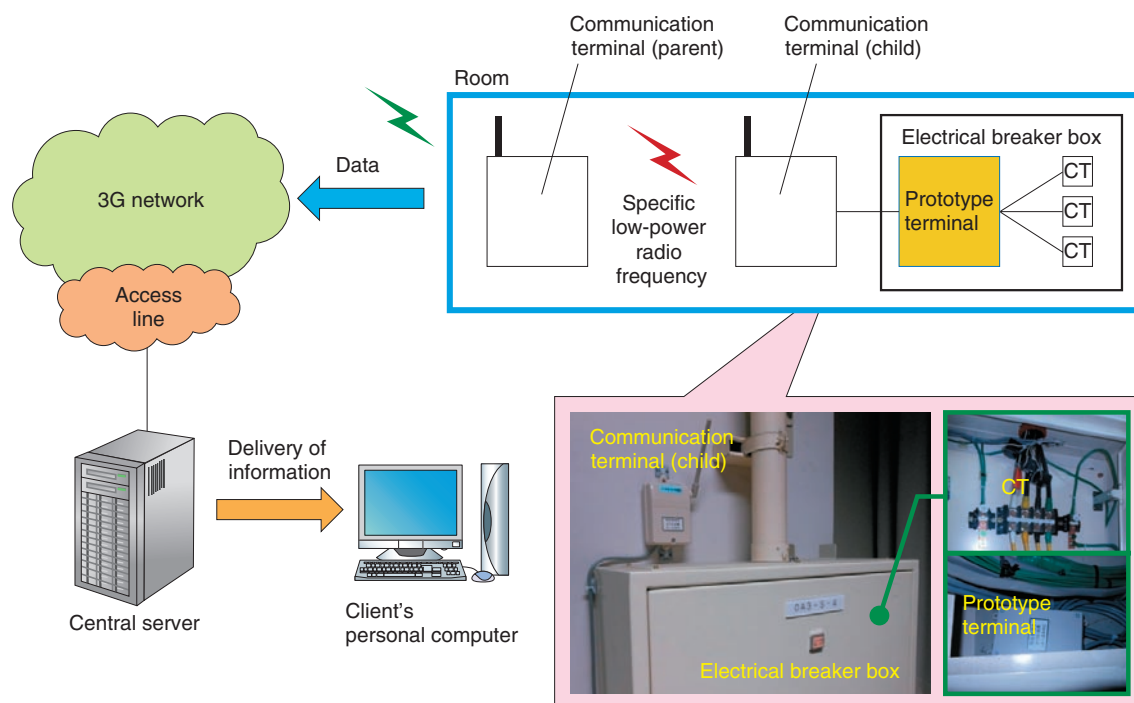 Communication
terminal (parent)
Communication
terminal (child)
Room
Electrical breaker box
Prototype
terminal
CT
CT
CT
Specific
low-power
radio
frequency
Data
3G network
Access
line
Delivery of
information
Central server
Client's
personal computer
Communication
terminal (child)
Electrical breaker box
CT
Prototype
terminal